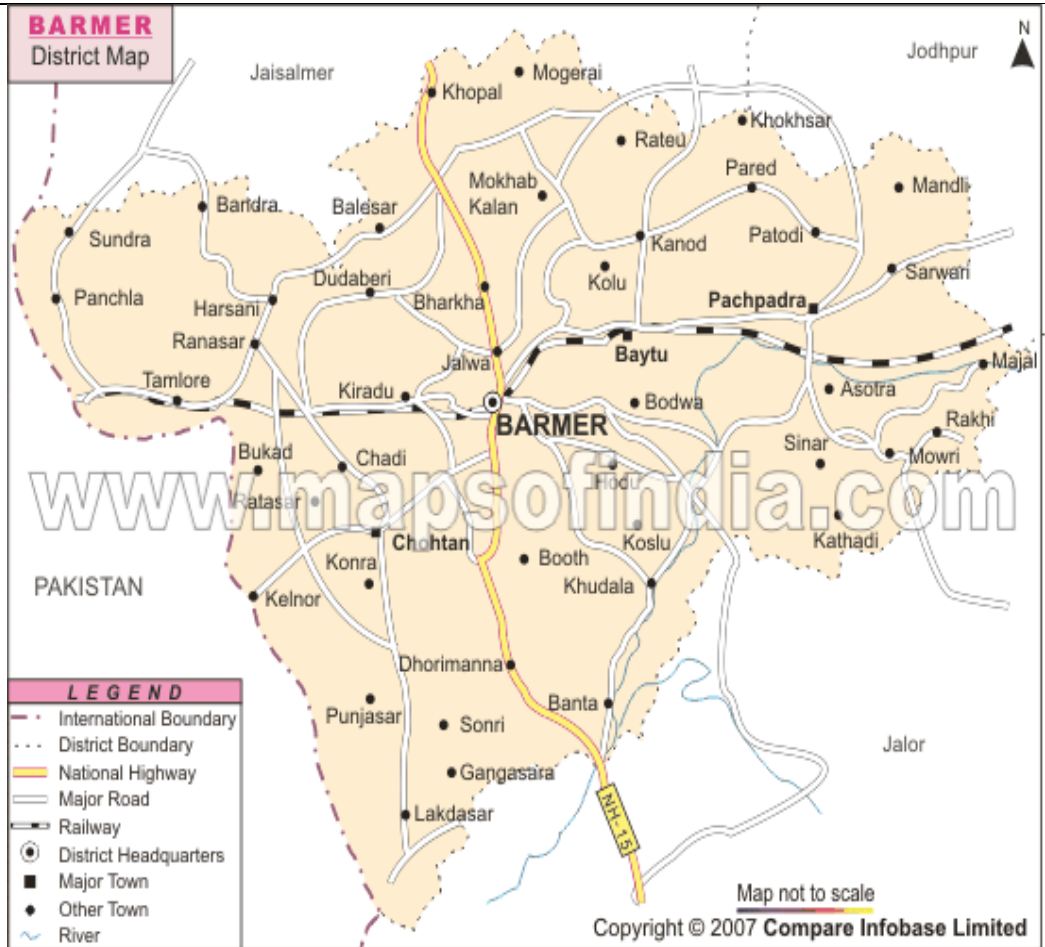 BARMER
District Map
N
Jaisalmer
Jodhpur
Mogerai
Khopal
Khokhsar
Rateu
Pared
Mandli
Mokhab
Kalan
Bandra
Balesar
Sundra
Kanod
Patodi
Kolu
Sarwari
Dudaberi
Panchla
Harsani
Bharkha
Pachpadra
Ranasar
Jalwa
Baytu
Majal
Tamlore
Kiradu
Bodwa
Asotra
BARMER
Rakhi
Sinar
Mowri
Bukad
Chadi
Hodu
Ratasar
www.mapsofindia.com
Chohtan
Koslu
Kathadi
Konra
Booth
Khudala
PAKISTAN
Kelnor
Dhorimanna
Banta
Punjasar
Sonri
Jalor
Gangasara
Lakdasar
NH-15
LEGEND
International Boundary
District Boundary
National Highway
Major Road
Railway
District Headquarters
Major Town
Other Town
River
Map not to scale
Copyright © 2007 Compare Infobase Limited